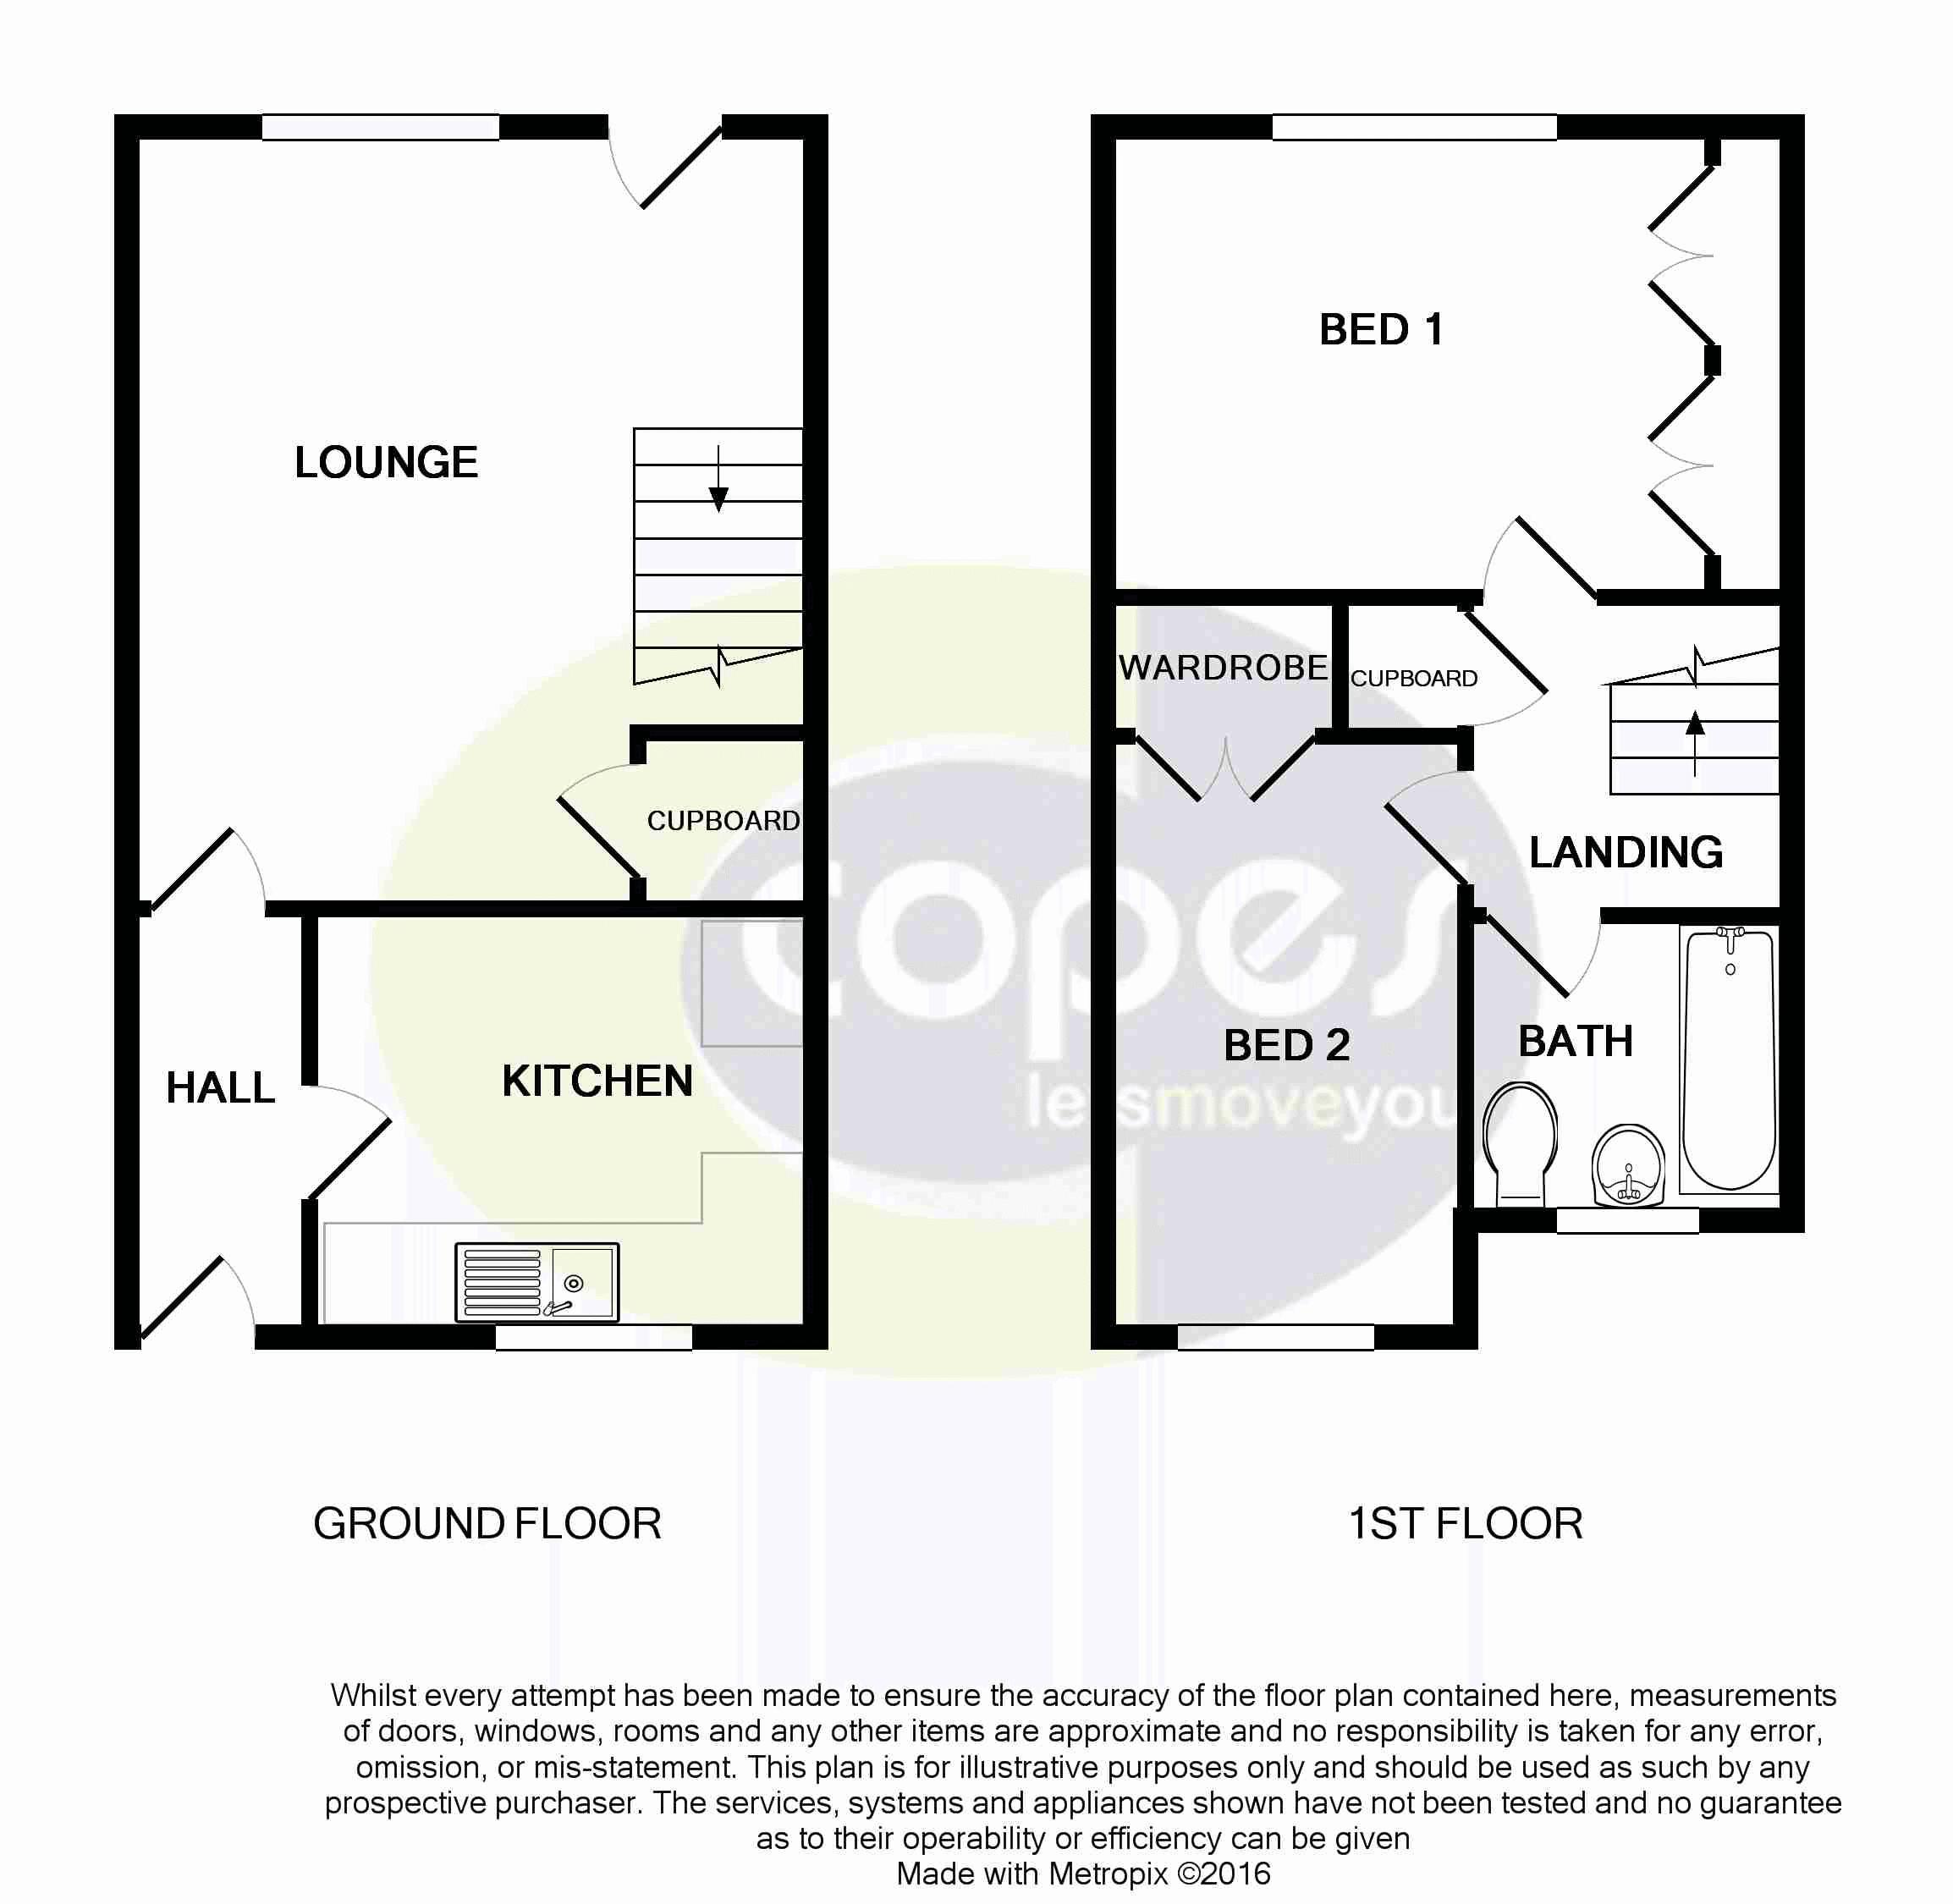 LOUNGE
CUPBOARD
HALL
KITCHEN
GROUND FLOOR
BED 1
WARDROBE
CUPBOARD
LANDING
BED 2
BATH
1ST FLOOR
copes
letsmoveyou
Whilst every attempt has been made to ensure the accuracy of the floor plan contained here, measurements
of doors, windows, rooms and any other items are approximate and no responsibility is taken for any error,
omission, or mis-statement. This plan is for illustrative purposes only and should be used as such by any
prospective purchaser. The services, systems and appliances shown have not been tested and no guarantee
as to their operability or efficiency can be given
Made with Metropix ©2016